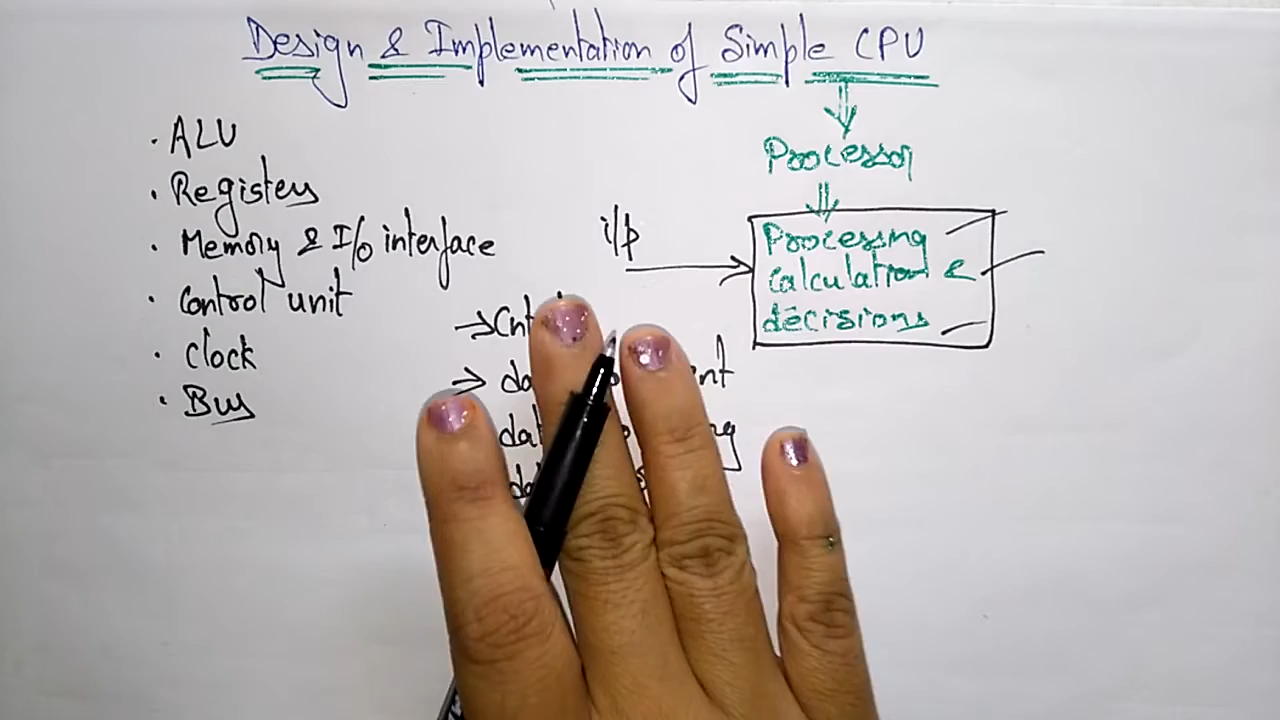 Design & Implementation of Simple CPU
Processor
• ALU
• Registers
• Memory & I/o interface
• Control unit
• Clock
• Bus
i/p
Processing
Calculation &
decisions